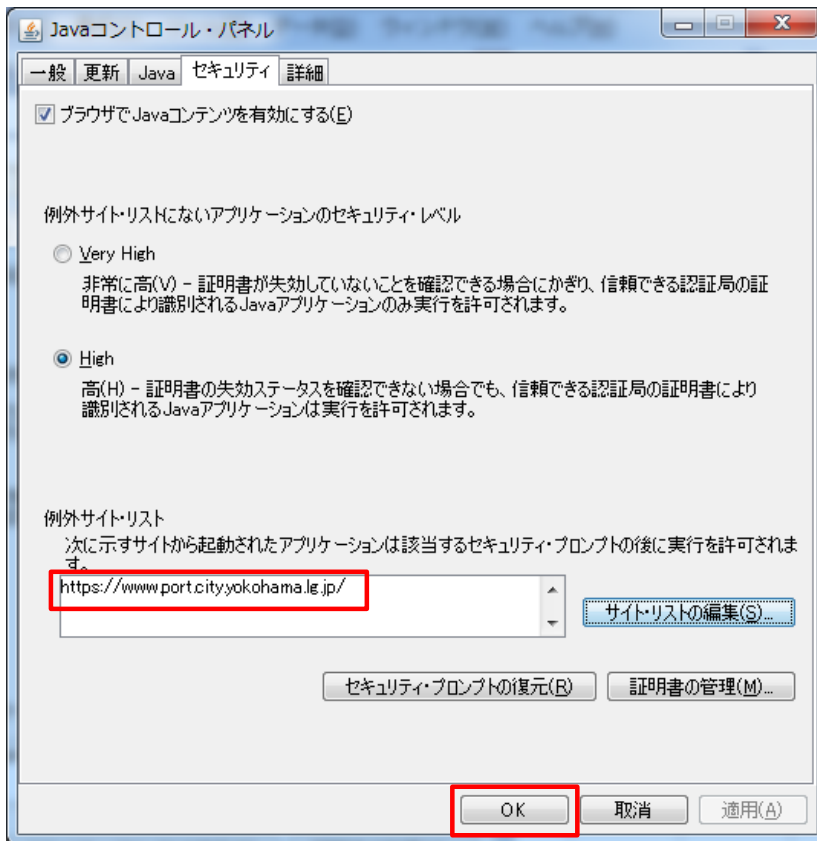 Javaコントロール・パネル
一般 更新 Java セキュリティ 詳細
ブラウザでJavaコンテンツを有効にする(E)
例外サイト・リストにないアプリケーションのセキュリティ・レベル
Very High
非常に高(V) - 証明書が失効していないことを確認できる場合にかぎり、信頼できる認証局の証
明書により識別されるJavaアプリケーションのみ実行を許可されます。
High
高(H) - 証明書の失効ステータスを確認できない場合でも、信頼できる認証局の証明書により
識別されるJavaアプリケーションは実行を許可されます。
例外サイト・リスト
次に示すサイトから起動されたアプリケーションは該当するセキュリティ・プロンプトの後に実行を許可されま
す。
https://www.port.city.yokohama.lg.jp/
サイト・リストの編集(S)...
セキュリティ・プロンプトの復元(R) 証明書の管理(M)...
OK 取消 適用(A)